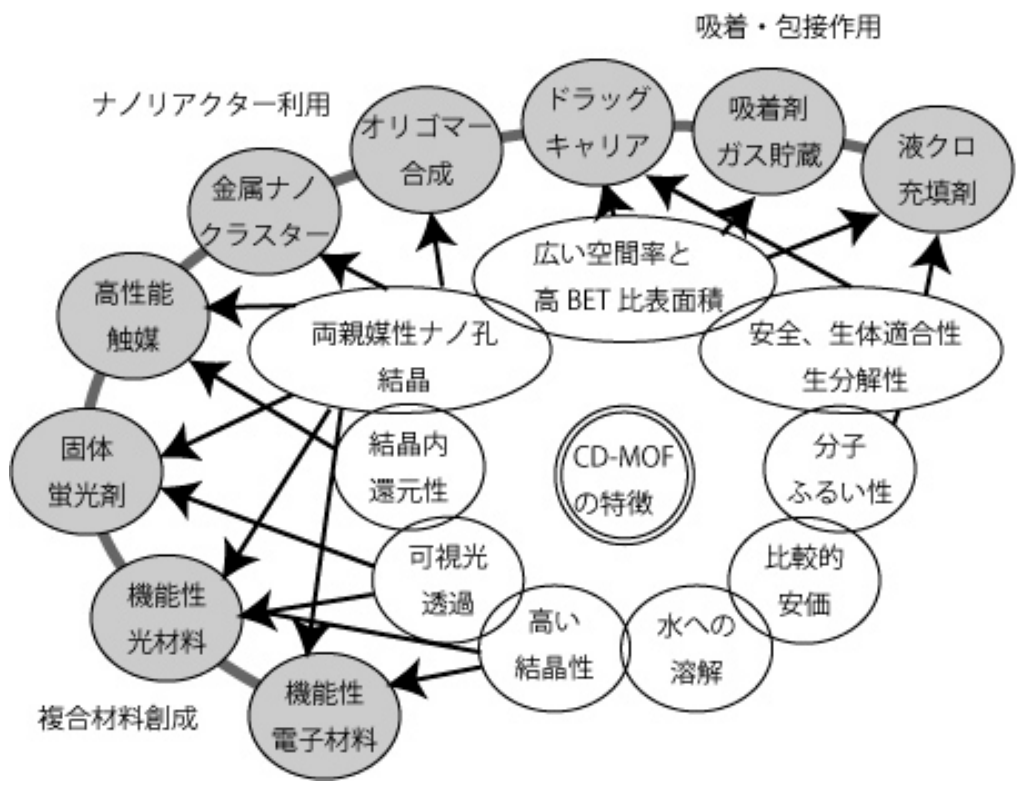 吸着・包接作用
ナノリアクター利用
オリゴマー
合成
ドラッグ
キャリア
吸着剤
ガス貯蔵
液クロ
充填剤
金属ナノ
クラスター
高性能
触媒
広い空間率と
高 BET 比表面積
両親媒性ナノ孔
結晶
安全、生体適合性
生分解性
固体
蛍光剤
結晶内
還元性
CD-MOF
の特徴
分子
ふるい性
可視光
透過
比較的
安価
機能性
光材料
高い
結晶性
水への
溶解
機能性
電子材料
複合材料創成